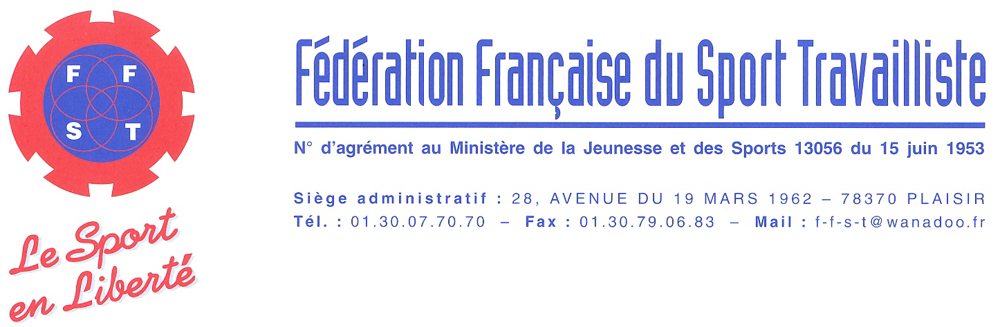 F F
S T
Le Sport
en Liberté
Fédération Française du Sport Travailliste
N° d’agrément au Ministère de la Jeunesse et des Sports 13056 du 15 juin 1953
Siège administratif : 28, AVENUE DU 19 MARS 1962 – 78370 PLAISIR
Tél. : 01.30.07.70.70 – Fax : 01.30.79.06.83 – Mail : f-f-s-t@wanadoo.fr